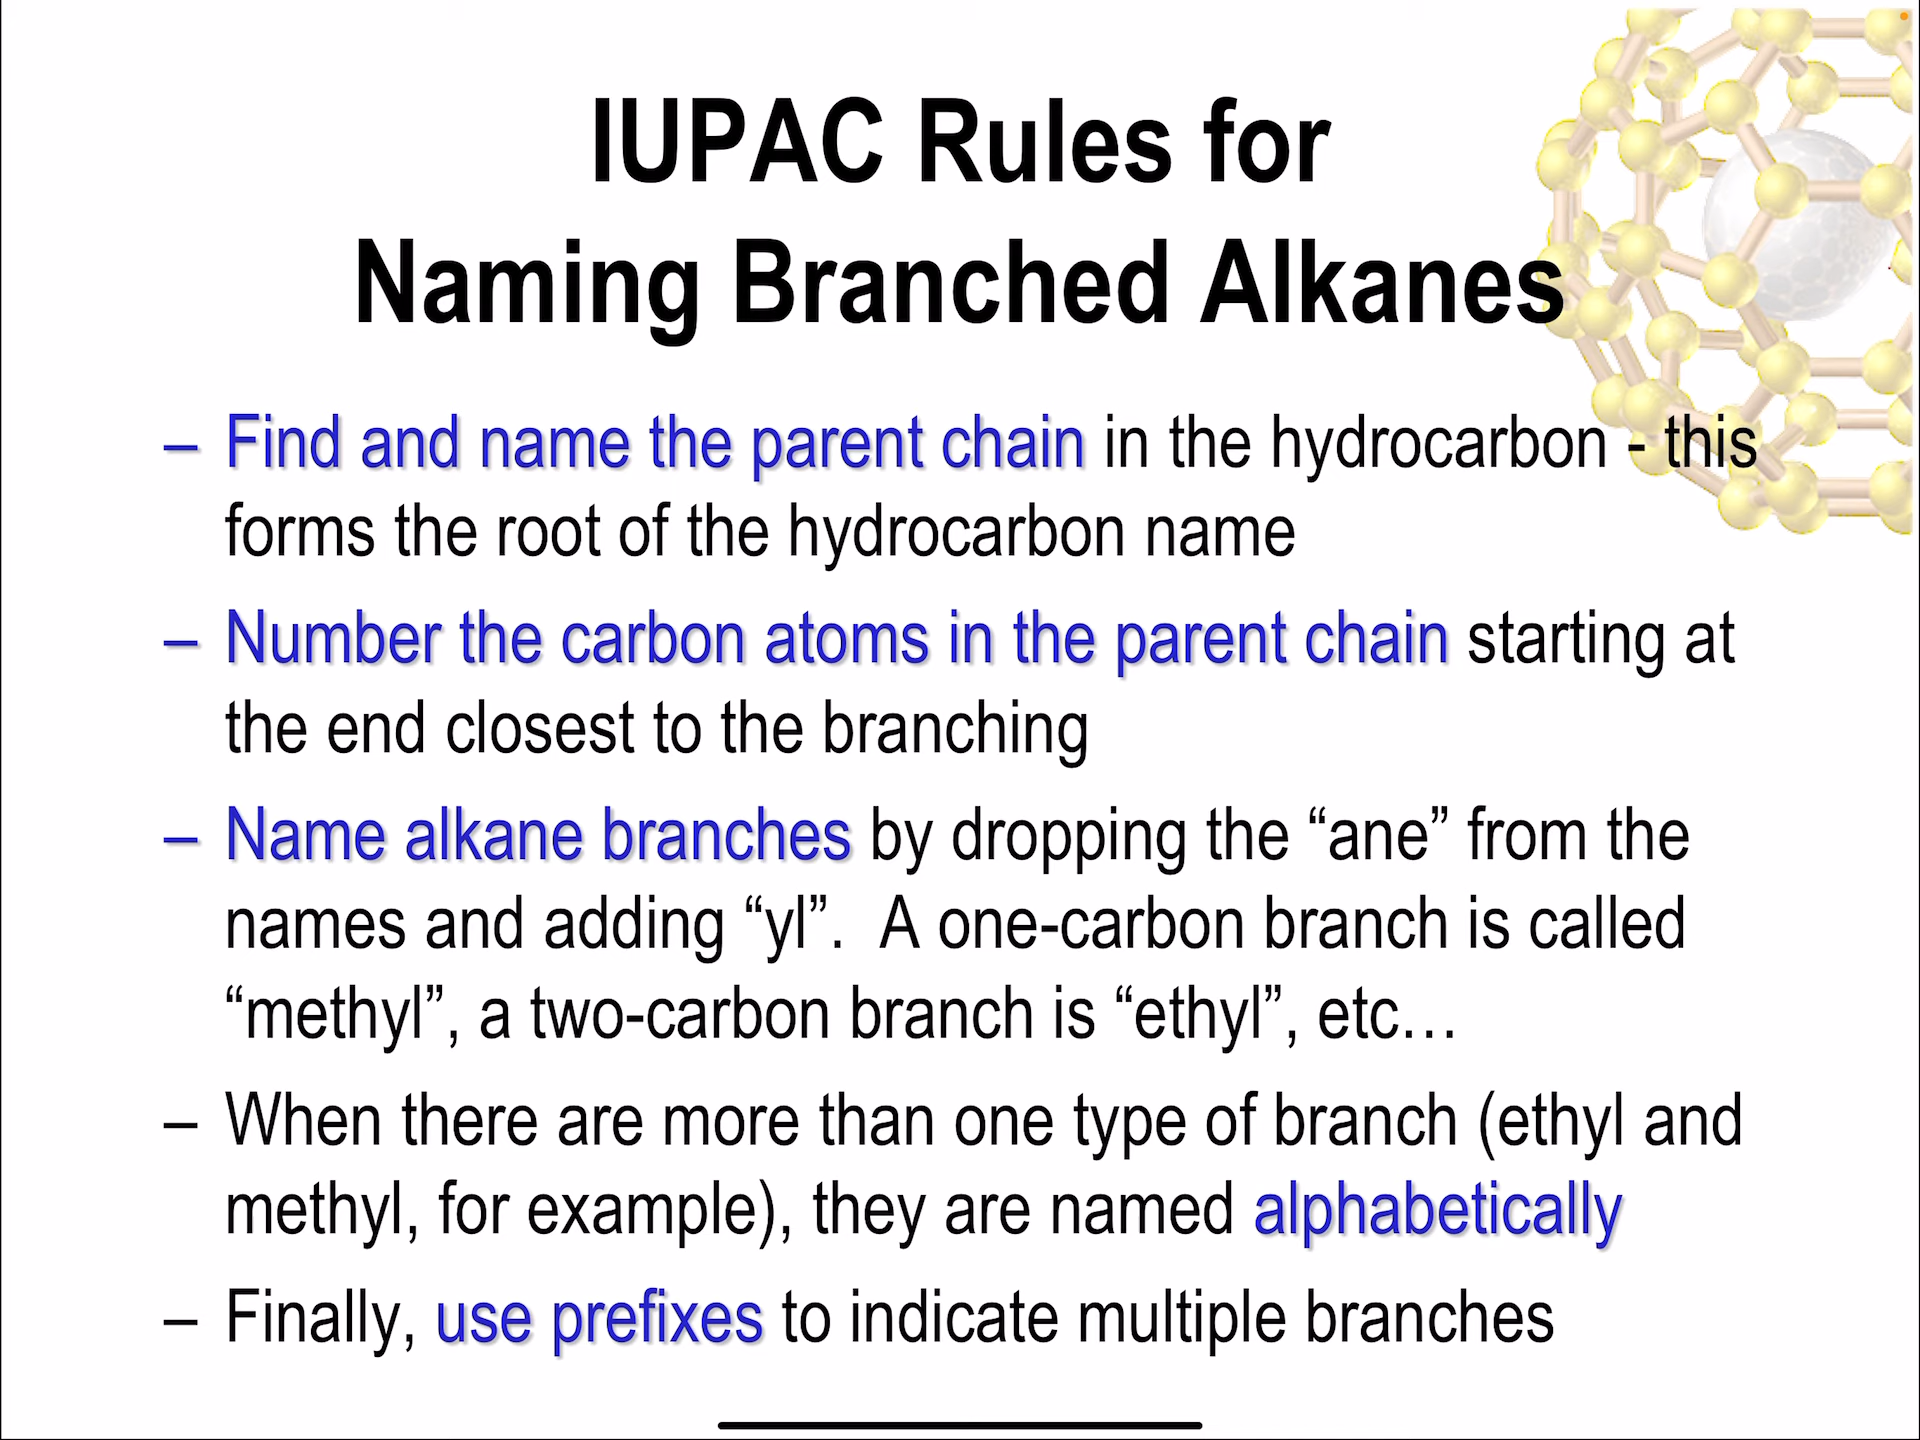 IUPAC Rules for
Naming Branched Alkanes
– Find and name the parent chain in the hydrocarbon - this
forms the root of the hydrocarbon name
– Number the carbon atoms in the parent chain starting at
the end closest to the branching
– Name alkane branches by dropping the “ane” from the
names and adding “yl”.  A one-carbon branch is called
“methyl”, a two-carbon branch is “ethyl”, etc…
– When there are more than one type of branch (ethyl and
methyl, for example), they are named alphabetically
– Finally, use prefixes to indicate multiple branches